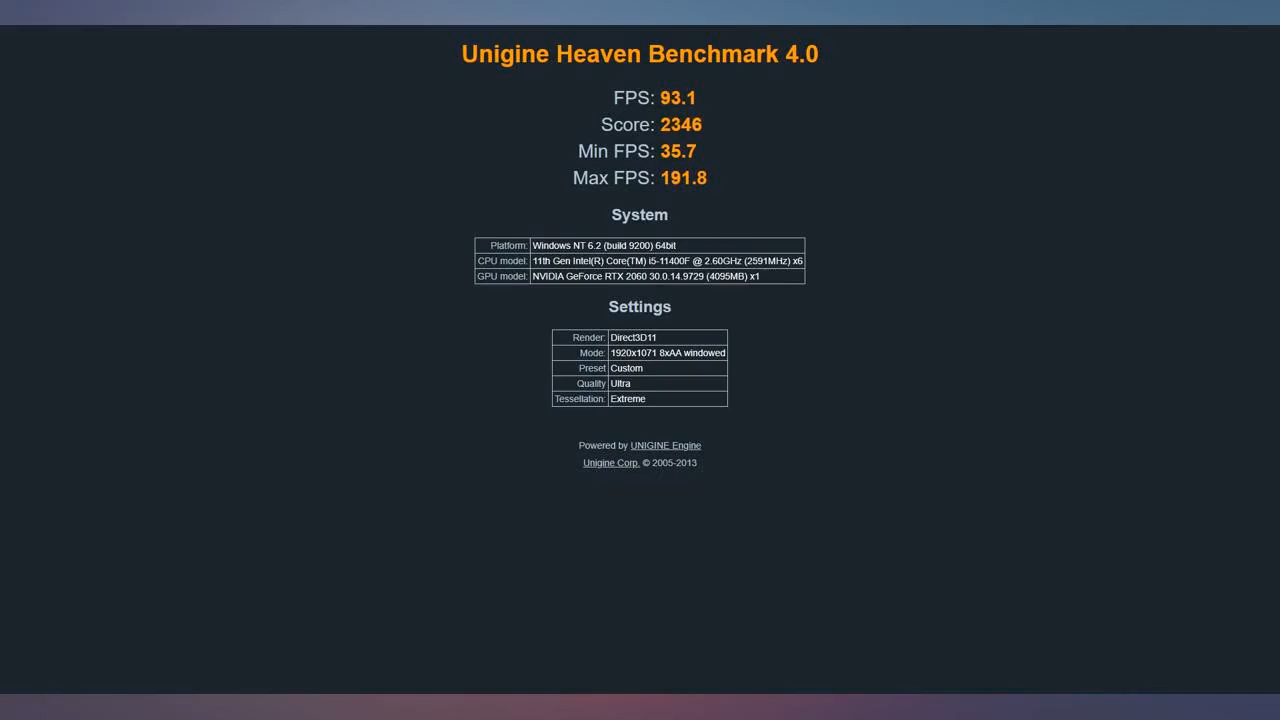 Unigine Heaven Benchmark 4.0
FPS: 93.1
Score: 2346
Min FPS: 35.7
Max FPS: 191.8
System
Platform: Windows NT 6.2 (build 9200) 64bit
CPU model: 11th Gen Intel(R) Core(TM) i5-11400F @ 2.60GHz (2591MHz) x6
GPU model: NVIDIA GeForce RTX 2060 30.0.14.9729 (4095MB) x1
Settings
Render: Direct3D11
Mode: 1920x1071 8xAA windowed
Preset Custom
Quality Ultra
Tessellation: Extreme
Powered by UNIGINE Engine
Unigine Corp. © 2005-2013